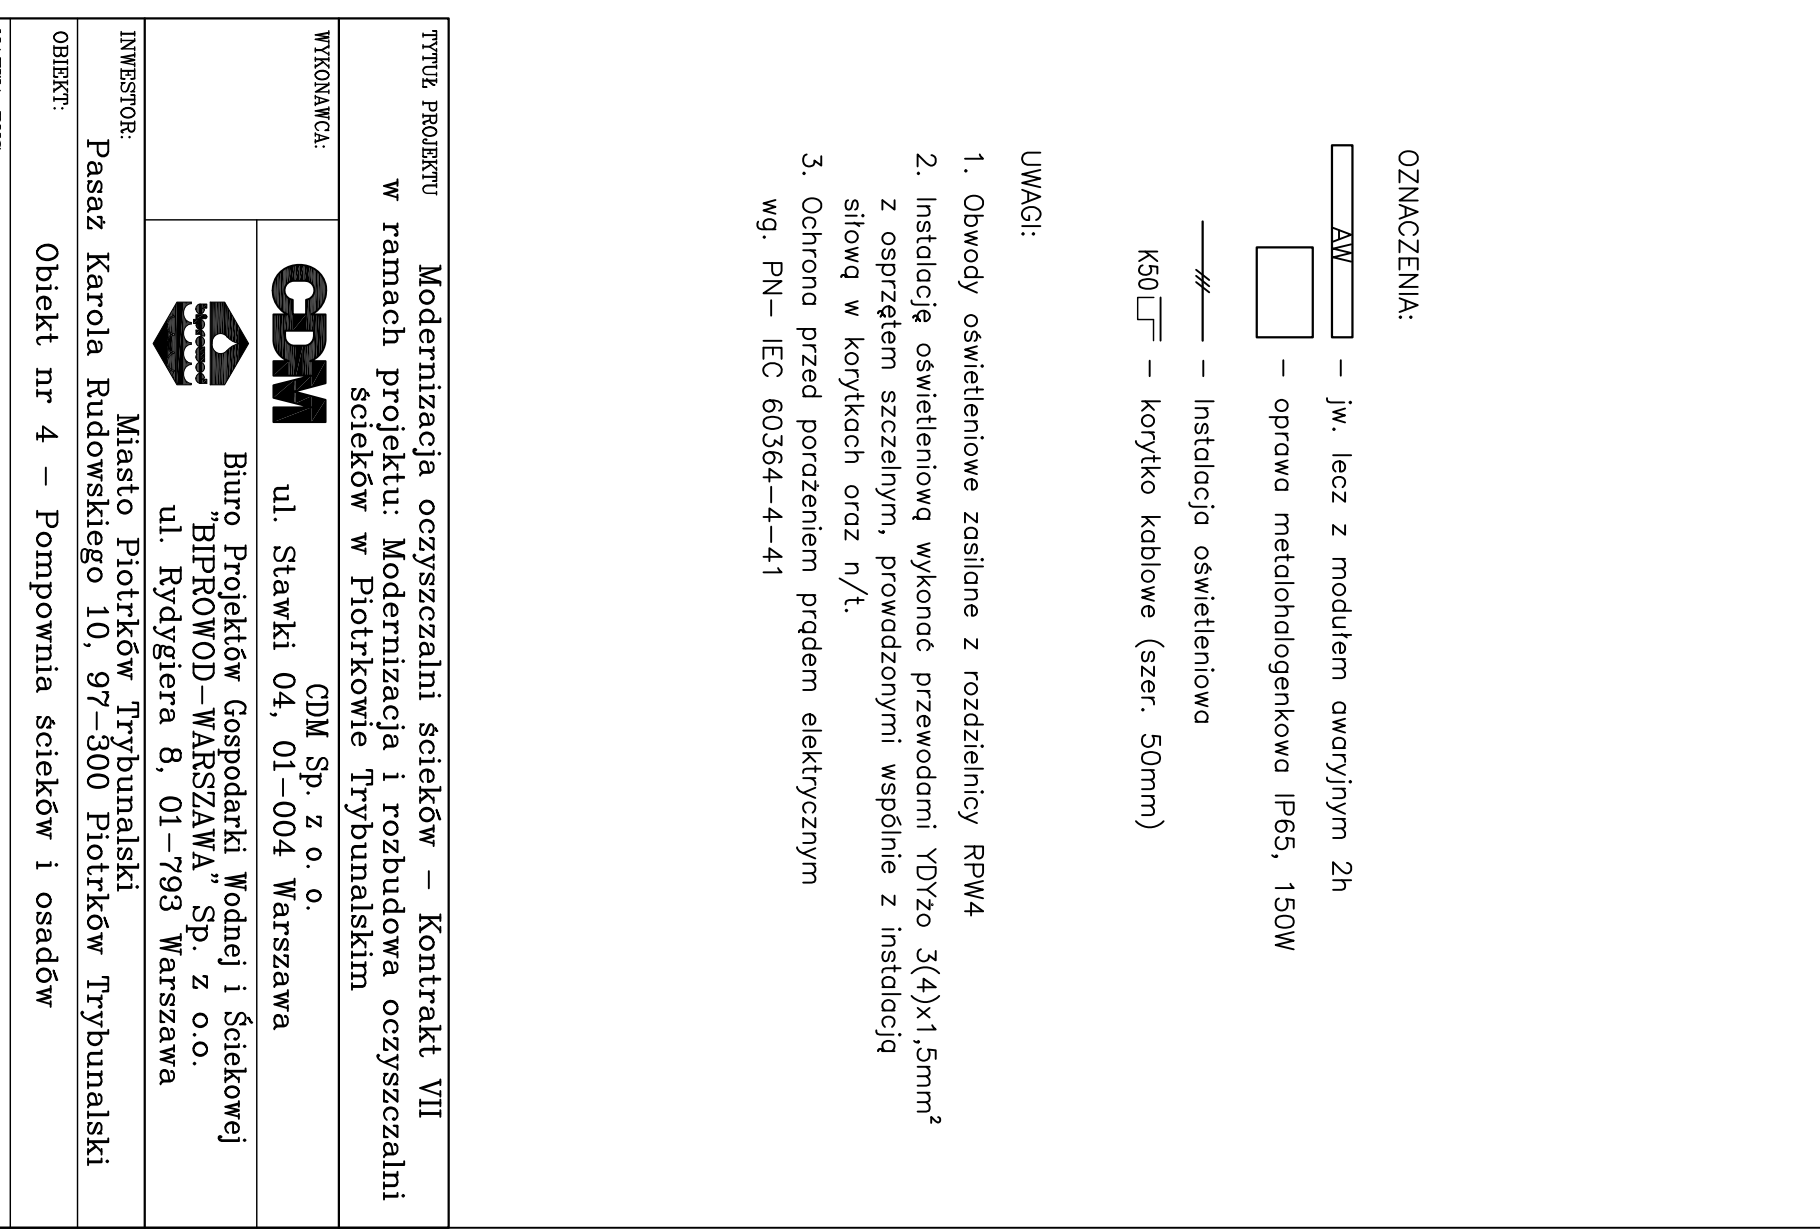 OZNACZENIA:
AW – jw. lecz z modułem awaryjnym 2h
– oprawa metalohalogenkowa IP65, 150W
– Instalacja oświetleniowa
K50 – korytko kablowe (szer. 50mm)
UWAGI:
1. Obwody oświetleniowe zasilane z rozdzielnicy RPW4
2. Instalację oświetleniową wykonać przewodami YDYżo 3(4)x1,5mm²
z osprzętem szczelnym, prowadzonymi wspólnie z instalacją
siłową w korytkach oraz n/t.
3. Ochrona przed porażeniem prądem elektrycznym
wg. PN– IEC 60364–4–41
TYTUŁ PROJEKTU Modernizacja oczyszczalni ścieków – Kontrakt VII
w ramach projektu: Modernizacja i rozbudowa oczyszczalni
ścieków w Piotrkowie Trybunalskim
WYKONAWCA:
CDM
CDM Sp. z o. o.
ul. Stawki 04, 01–004 Warszawa
biprowod
Biuro Projektów Gospodarki Wodnej i Ściekowej
"BIPROWOD–WARSZAWA" Sp. z o.o.
ul. Rydygiera 8, 01–793 Warszawa
INWESTOR:
Miasto Piotrków Trybunalski
Pasaż Karola Rudowskiego 10, 97–300 Piotrków Trybunalski
OBIEKT:
Obiekt nr 4 – Pompownia ścieków i osadów